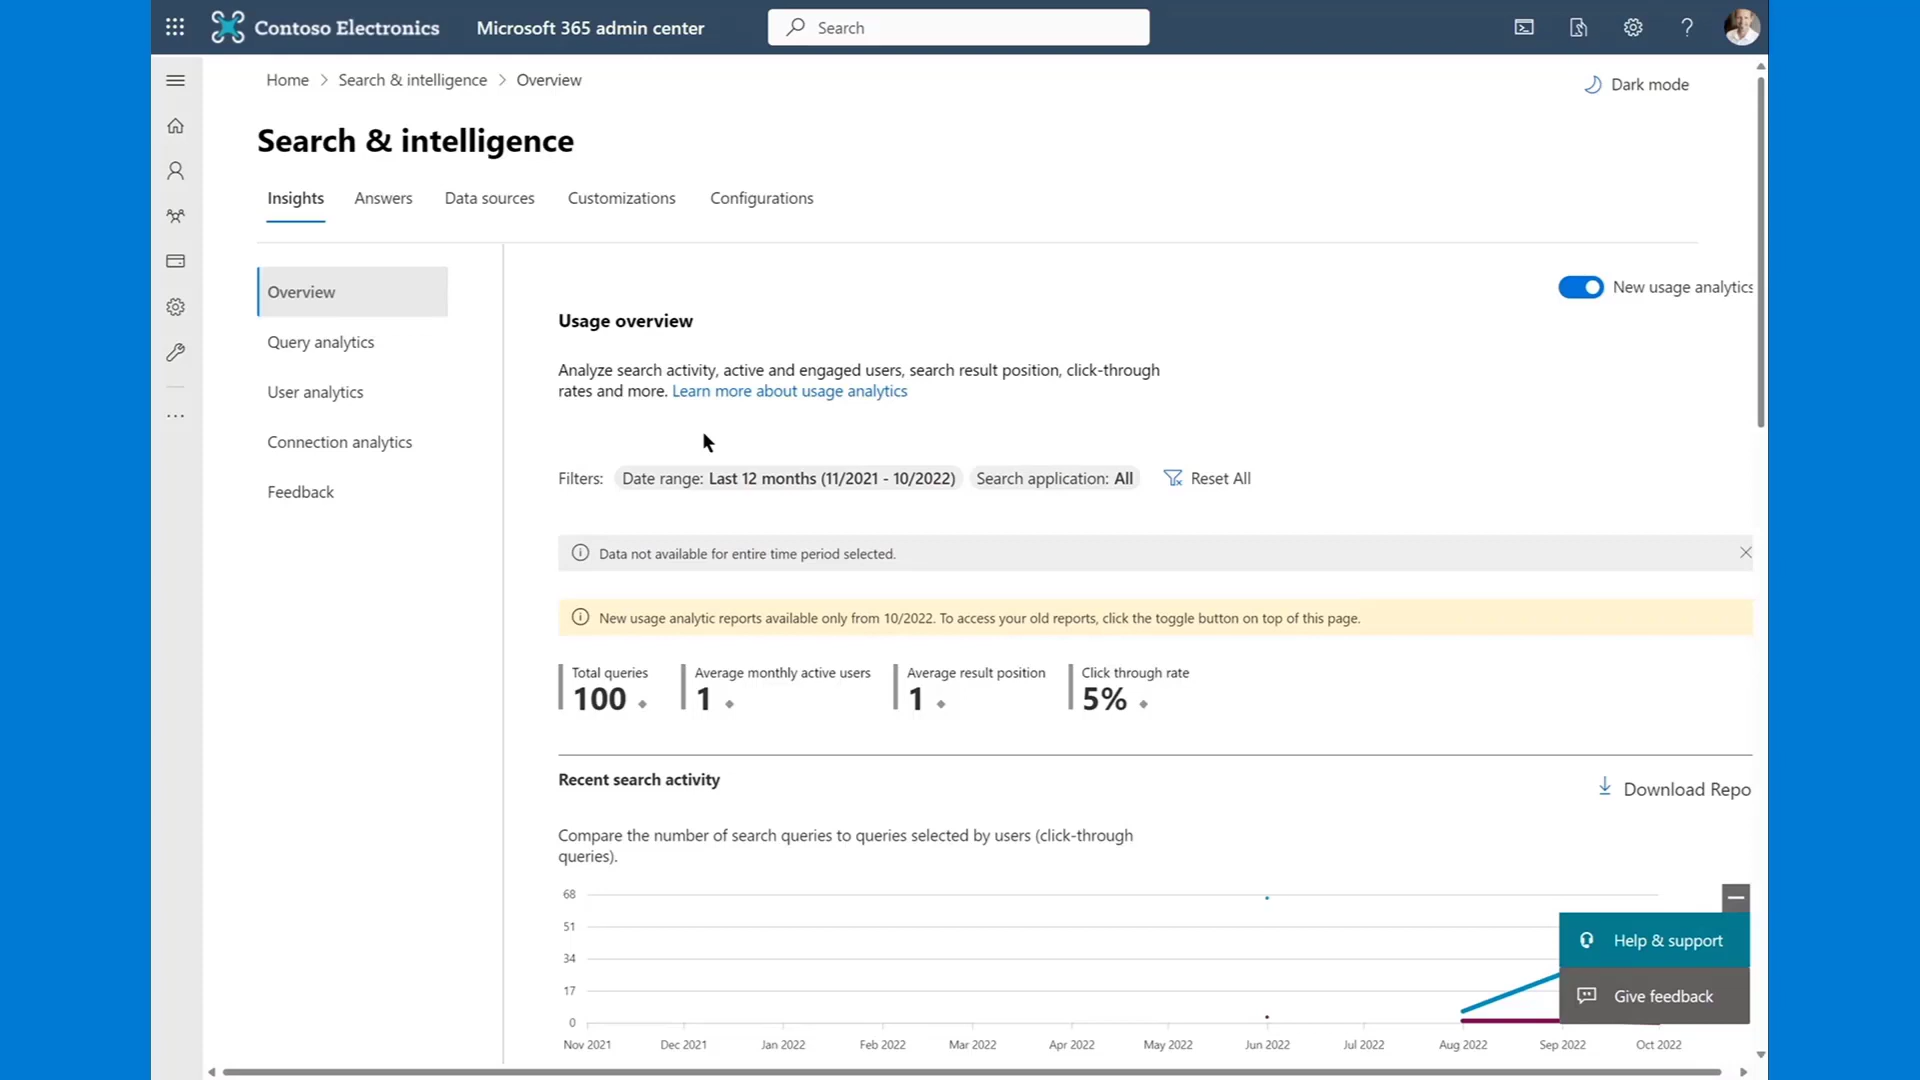 Contoso Electronics
Microsoft 365 admin center
Search
Home > Search & intelligence > Overview
Dark mode
Search & intelligence
Insights
Answers
Data sources
Customizations
Configurations
Overview
Query analytics
User analytics
Connection analytics
Feedback
New usage analytics
Usage overview
Analyze search activity, active and engaged users, search result position, click-through
rates and more. Learn more about usage analytics
Filters: Date range: Last 12 months (11/2021 - 10/2022) Search application: All Reset All
Data not available for entire time period selected.
New usage analytic reports available only from 10/2022. To access your old reports, click the toggle button on top of this page.
Total queries
100
Average monthly active users
1
Average result position
1
Click through rate
5%
Recent search activity
Download Repo
Compare the number of search queries to queries selected by users (click-through
queries).
68
51
34
17
0
Nov 2021 Dec 2021 Jan 2022 Feb 2022 Mar 2022 Apr 2022 May 2022 Jun 2022 Jul 2022 Aug 2022 Sep 2022 Oct 2022
Help & support
Give feedback